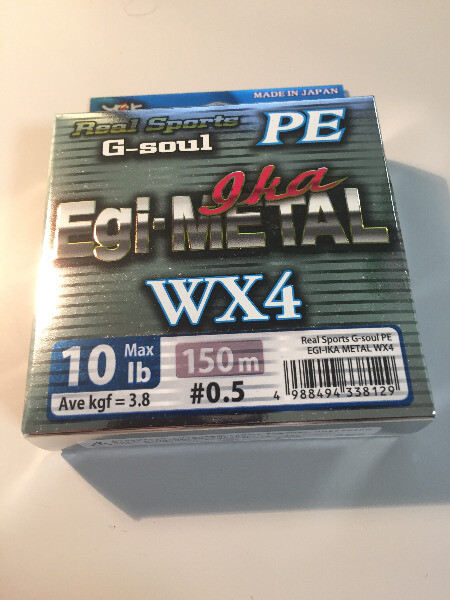 MADE IN JAPAN
Real Sports
G-soul
PE
Ika
Egi-METAL
WX4
Real Sports G-soul PE
EGI-IKA METAL WX4
10 Max lb
150m
Ave kgf = 3.8
#0.5
4 988494 338129